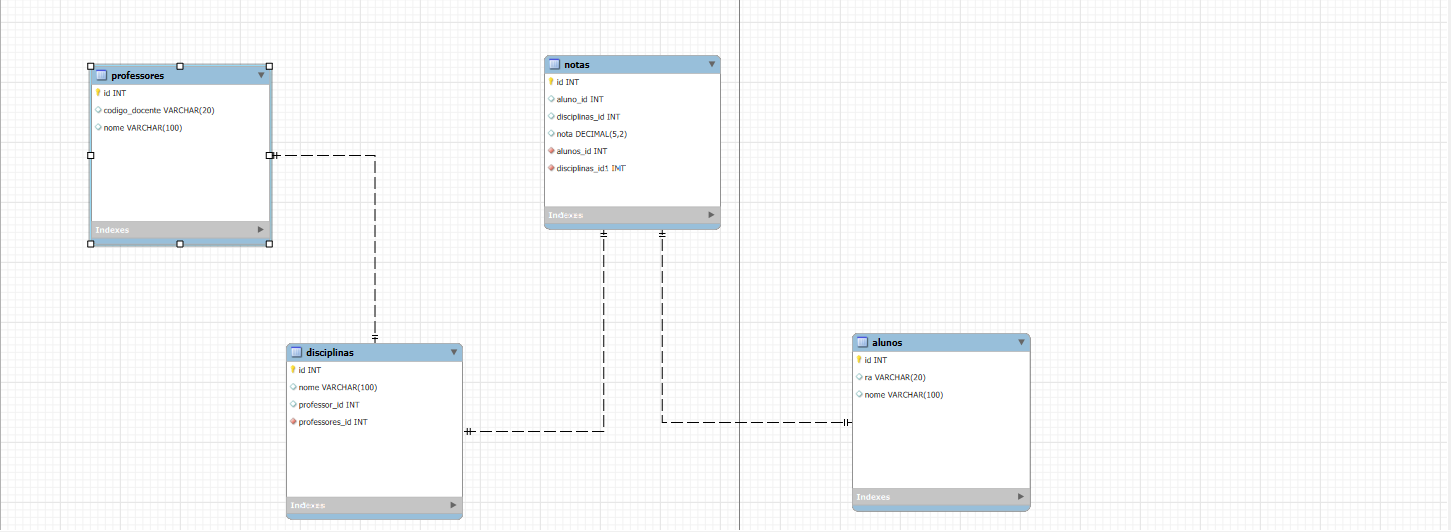 professores
id INT
codigo_docente VARCHAR(20)
nome VARCHAR(100)
Indexes
notas
id INT
aluno_id INT
disciplinas_id INT
nota DECIMAL(5,2)
alunos_id INT
disciplinas_id1 INT
Indexes
disciplinas
id INT
nome VARCHAR(100)
professor_id INT
professores_id INT
Indexes
alunos
id INT
ra VARCHAR(20)
nome VARCHAR(100)
Indexes